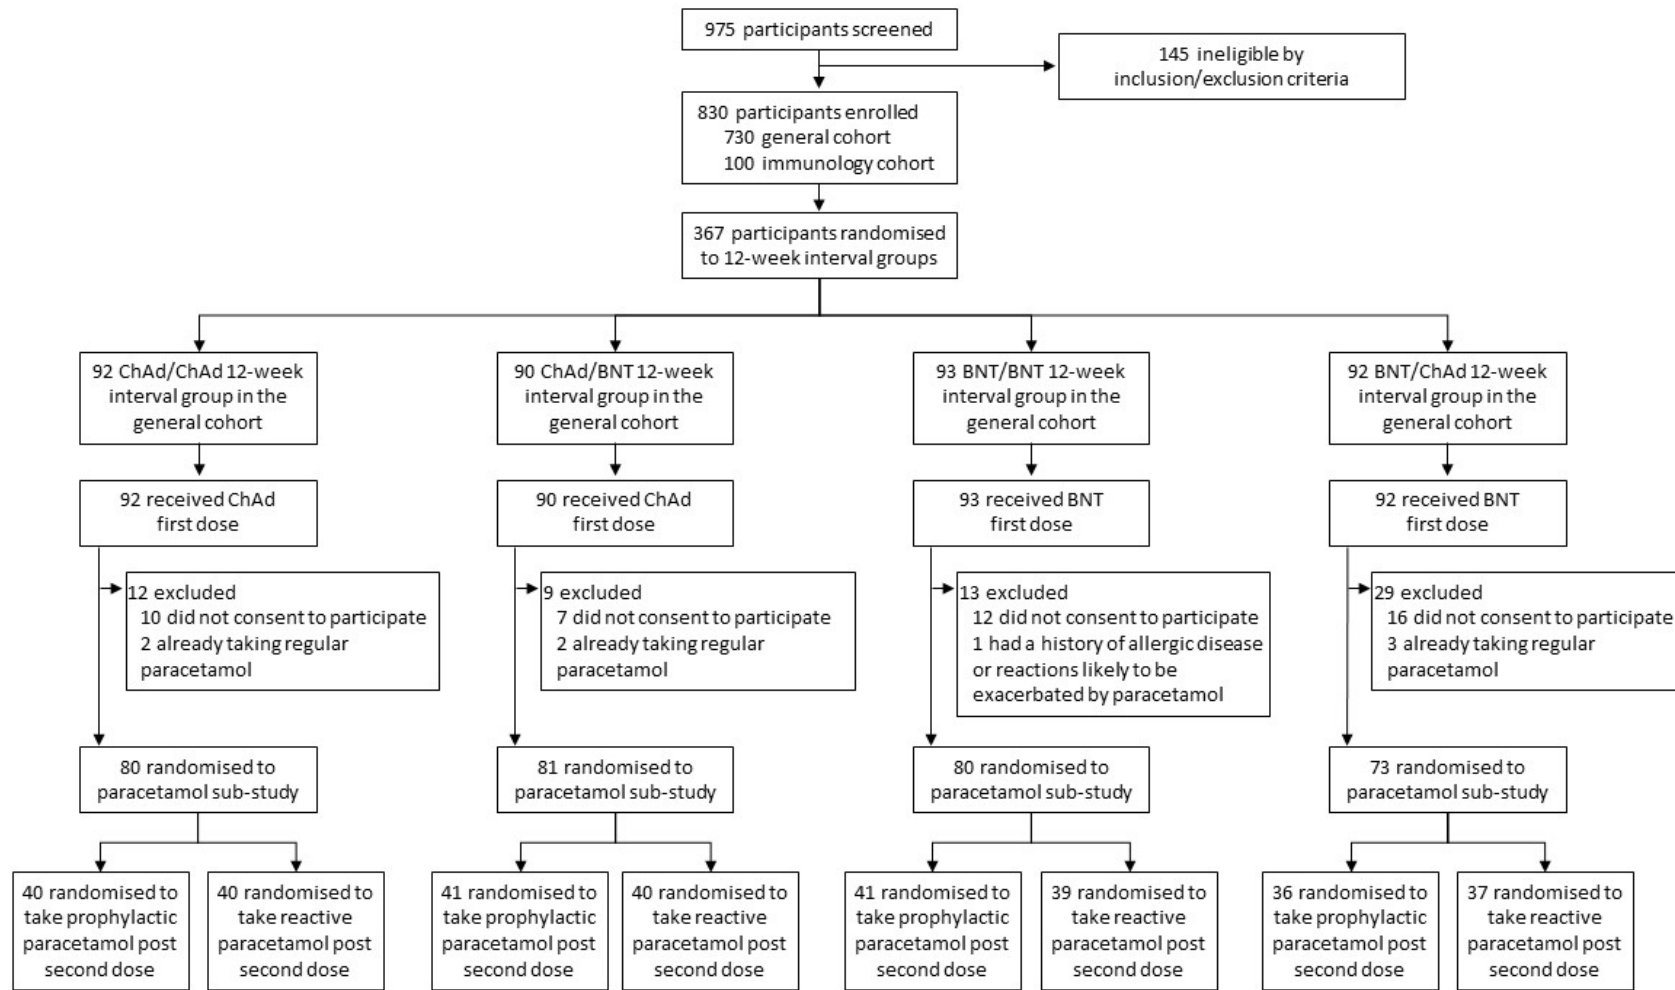 975 participants screened
145 ineligible by
inclusion/exclusion criteria
830 participants enrolled
730 general cohort
100 immunology cohort
367 participants randomised
to 12-week interval groups
92 ChAd/ChAd 12-week
interval group in the
general cohort
90 ChAd/BNT 12-week
interval group in the
general cohort
93 BNT/BNT 12-week
interval group in the
general cohort
92 BNT/ChAd 12-week
interval group in the
general cohort
92 received ChAd
first dose
90 received ChAd
first dose
93 received BNT
first dose
92 received BNT
first dose
12 excluded
10 did not consent to participate
2 already taking regular
paracetamol
9 excluded
7 did not consent to participate
2 already taking regular
paracetamol
13 excluded
12 did not consent to participate
1 had a history of allergic disease
or reactions likely to be
exacerbated by paracetamol
29 excluded
16 did not consent to participate
3 already taking regular
paracetamol
80 randomised to
paracetamol sub-study
81 randomised to
paracetamol sub-study
80 randomised to
paracetamol sub-study
73 randomised to
paracetamol sub-study
40 randomised to
take prophylactic
paracetamol post
second dose
40 randomised to
take reactive
paracetamol post
second dose
41 randomised to
take prophylactic
paracetamol post
second dose
40 randomised to
take reactive
paracetamol post
second dose
41 randomised to
take prophylactic
paracetamol post
second dose
39 randomised to
take reactive
paracetamol post
second dose
36 randomised to
take prophylactic
paracetamol post
second dose
37 randomised to
take reactive
paracetamol post
second dose